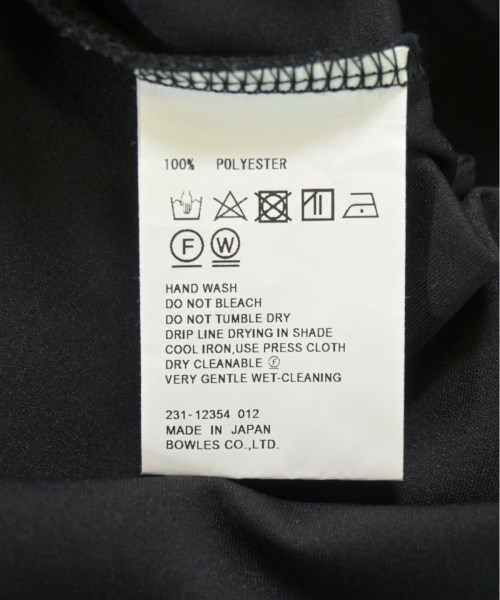 100% POLYESTER
F W
HAND WASH
DO NOT BLEACH
DO NOT TUMBLE DRY
DRIP LINE DRYING IN SHADE
COOL IRON,USE PRESS CLOTH
DRY CLEANABLE Ⓕ
VERY GENTLE WET-CLEANING
231-12354 012
MADE IN JAPAN
BOWLES CO.,LTD.